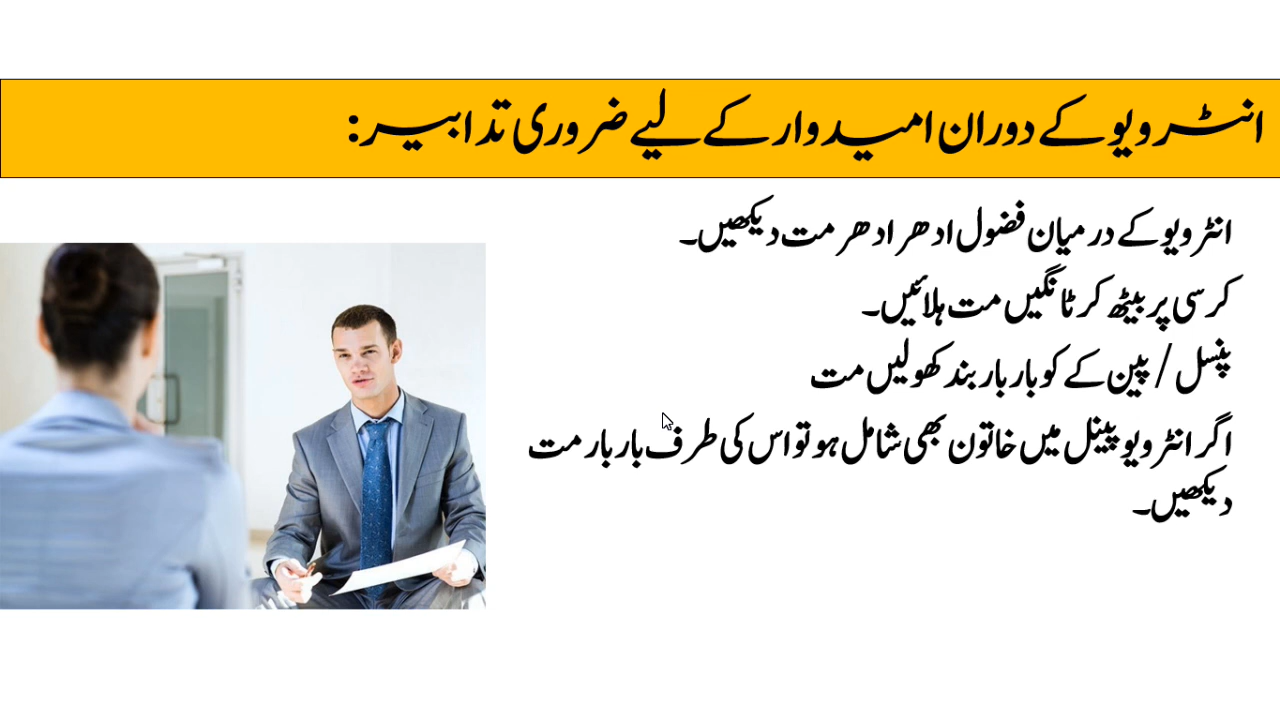 انٹرویو کے دوران امیدوار کے لیے ضروری تدابیر:
انٹرویو کے درمیان فضول ادھر ادھر مت دیکھیں۔
کرسی پر بیٹھ کر ٹانگیں مت ہلائیں۔
پنسل / پین کے کو بار بار بند کھولیں مت
اگر انٹرویو پینل میں خاتون بھی شامل ہو تو اس کی طرف بار بار مت
دیکھیں۔